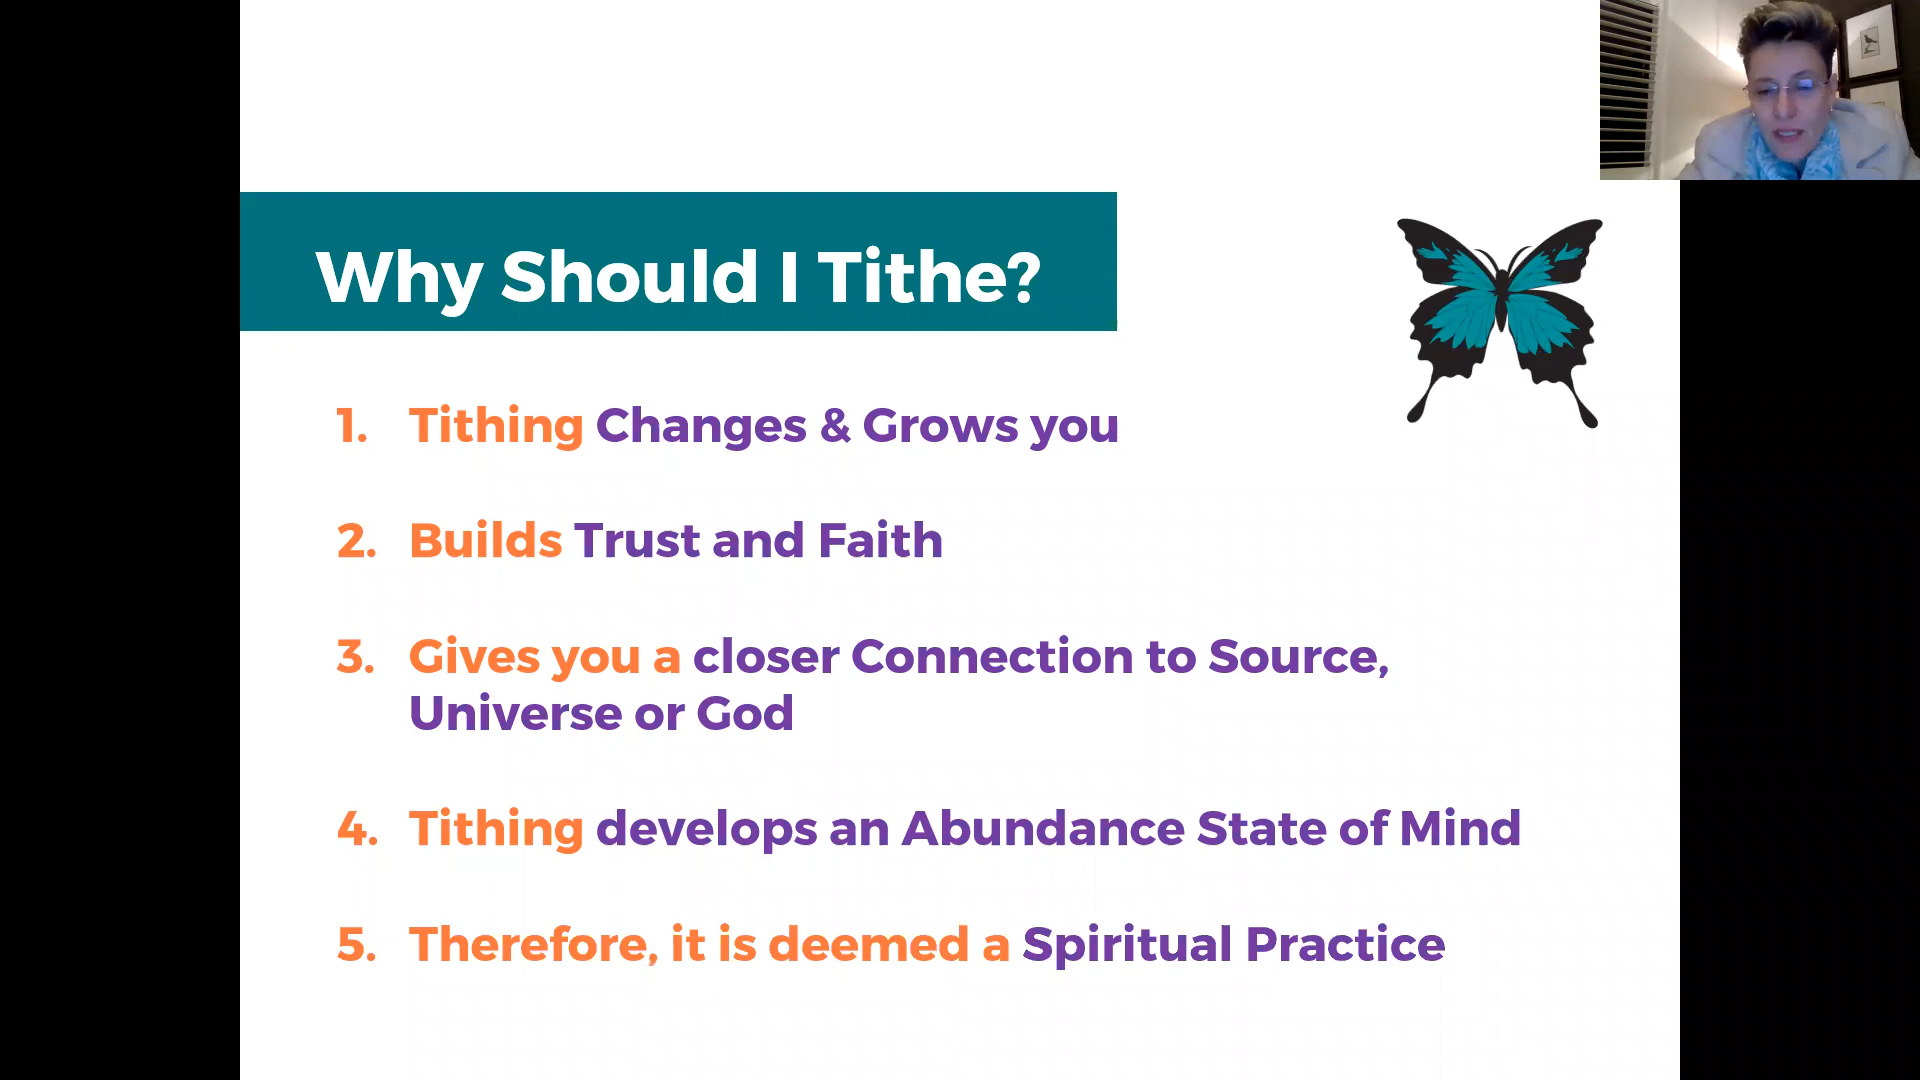 Why Should I Tithe?
1. Tithing Changes & Grows you
2. Builds Trust and Faith
3. Gives you a closer Connection to Source,
Universe or God
4. Tithing develops an Abundance State of Mind
5. Therefore, it is deemed a Spiritual Practice